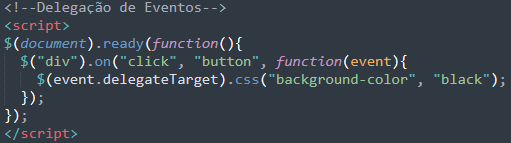 <!--Delegação de Eventos-->
<script>
$(document).ready(function(){
  $("div").on("click", "button", function(event){
    $(event.delegateTarget).css("background-color", "black");
  });
});
</script>